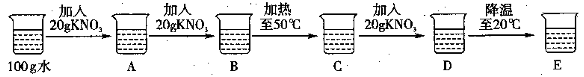 加入 加入 加热 加入 降温
20gKNO₃ 20gKNO₃ 至50℃ 20gKNO₃ 至20℃
100g水 A B C D E